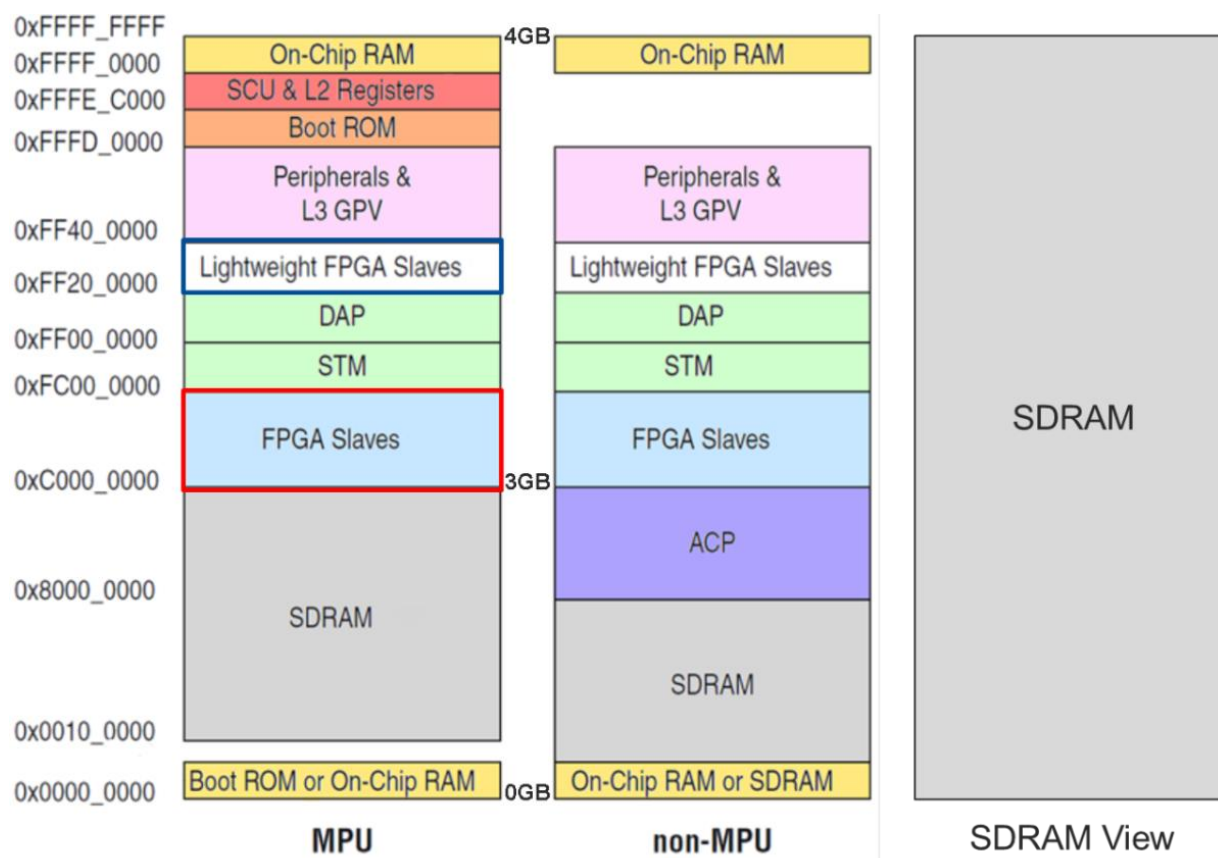 0xFFFF_FFFF
0xFFFF_0000
0xFFFE_C000
0xFFFD_0000
0xFF40_0000
0xFF20_0000
0xFF00_0000
0xFC00_0000
0xC000_0000
0x8000_0000
0x0010_0000
0x0000_0000
On-Chip RAM
SCU & L2 Registers
Boot ROM
Peripherals &
L3 GPV
Lightweight FPGA Slaves
DAP
STM
FPGA Slaves
SDRAM
Boot ROM or On-Chip RAM
MPU
4GB
3GB
0GB
On-Chip RAM
Peripherals &
L3 GPV
Lightweight FPGA Slaves
DAP
STM
FPGA Slaves
ACP
SDRAM
On-Chip RAM or SDRAM
non-MPU
SDRAM
SDRAM View